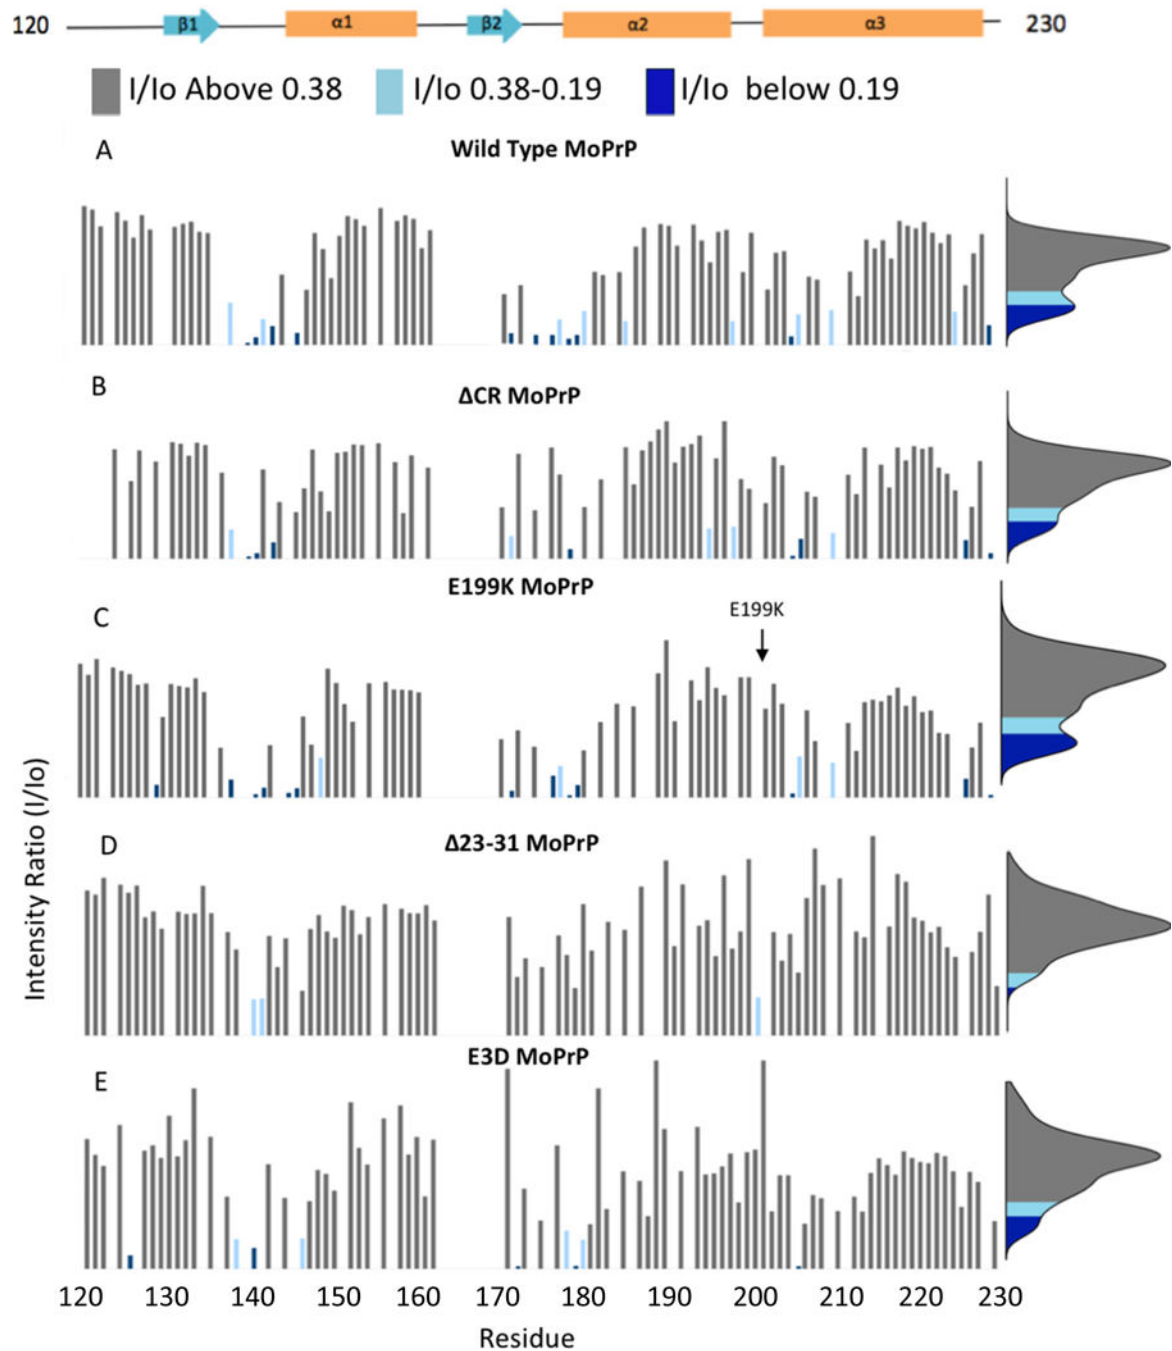 120 β1 α1 β2 α2 α3 230
I/Io Above 0.38 I/Io 0.38-0.19 I/Io below 0.19
A
Wild Type MoPrP
B
ΔCR MoPrP
E199K MoPrP
C
E199K
D
Δ23-31 MoPrP
E3D MoPrP
E
Intensity Ratio (I/Io)
120 130 140 150 160 170 180 190 200 210 220 230
Residue